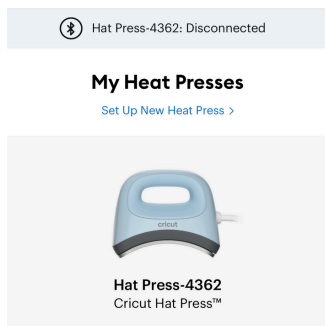 Hat Press-4362: Disconnected
My Heat Presses
Set Up New Heat Press >
cricut
Hat Press-4362
Cricut Hat Press™